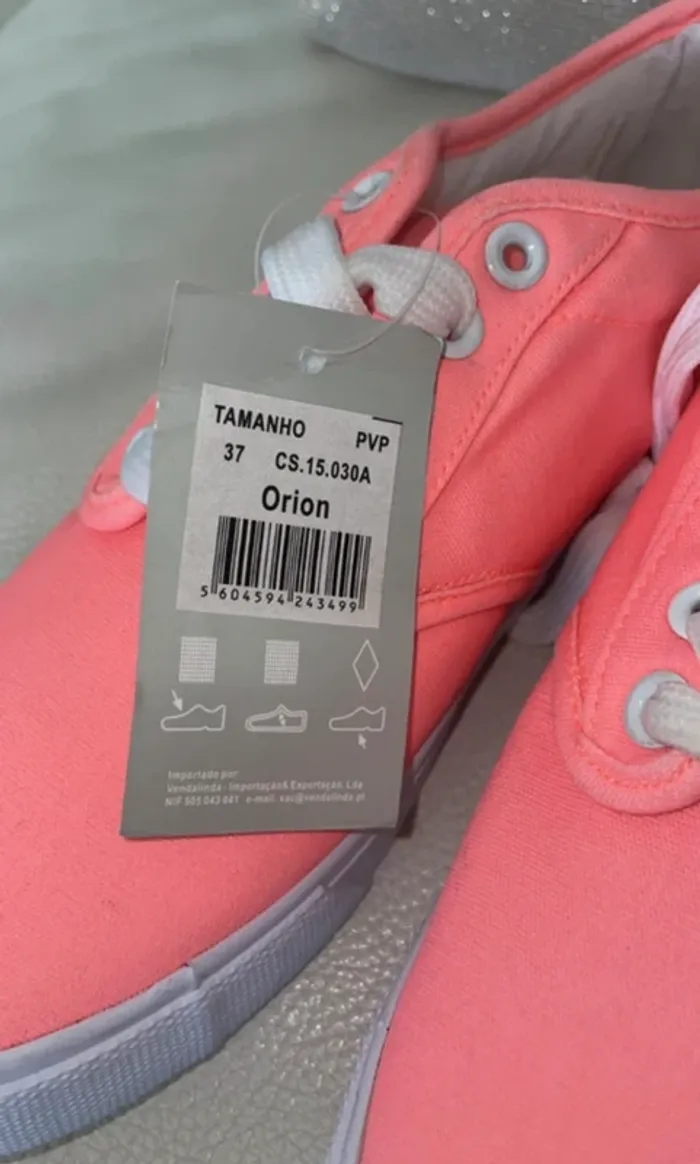 TAMANHO PVP
37 CS.15.030A
Orion
5 604594 243499
Importado por:
Vendalinda - Importação& Exportação, Lda
NIF 505 043 641 e-mail: sac@vendalinda.pt